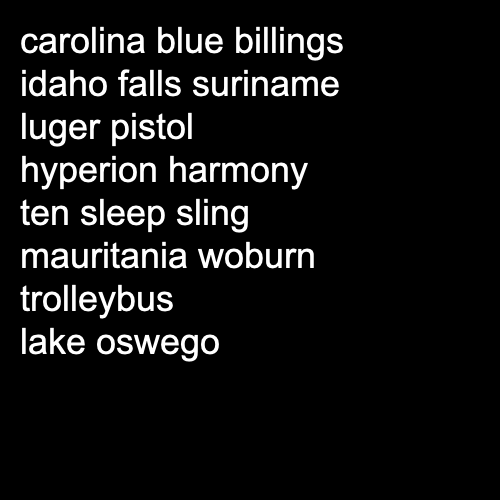 carolina blue billings
idaho falls suriname
luger pistol
hyperion harmony
ten sleep sling
mauritania woburn
trolleybus
lake oswego